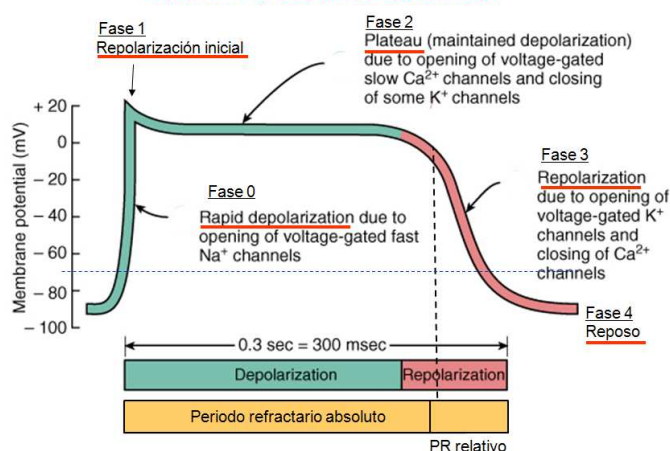 Fase 1
Repolarización inicial
Fase 2
Plateau (maintained depolarization)
due to opening of voltage-gated
slow Ca²⁺ channels and closing
of some K⁺ channels
Membrane potential (mV)
+ 20
0
– 20
– 40
– 60
– 80
– 100
Fase 0
Rapid depolarization due to
opening of voltage-gated fast
Na⁺ channels
Fase 3
Repolarization
due to opening of
voltage-gated K⁺
channels and
closing of Ca²⁺
channels
Fase 4
Reposo
0.3 sec = 300 msec
Depolarization
Repolarization
Periodo refractario absoluto
PR relativo